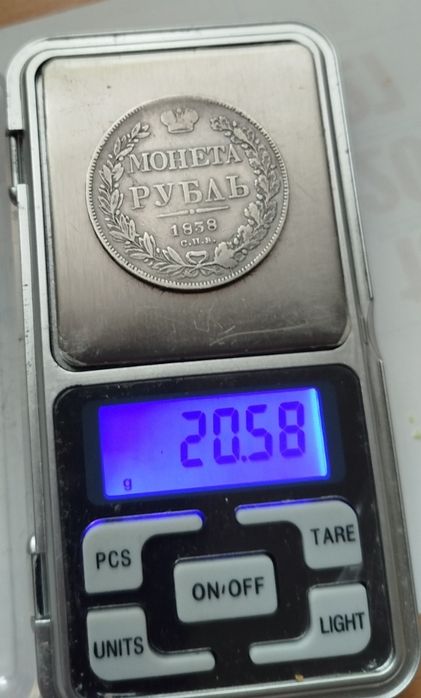 МОНЕТА
РУБЛЬ
1838
С.П.Б.
20.58
g
PCS
TARE
ON/OFF
UNITS
LIGHT